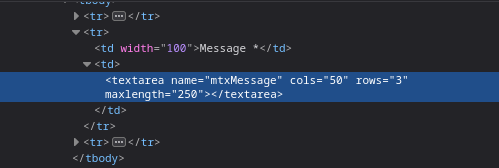 <tbody>
<tr> ⋯ </tr>
<tr>
<td width="100">Message *</td>
<td>
<textarea name="mtxMessage" cols="50" rows="3"
maxlength="250"></textarea>
</td>
</tr>
<tr> ⋯ </tr>
</tbody>